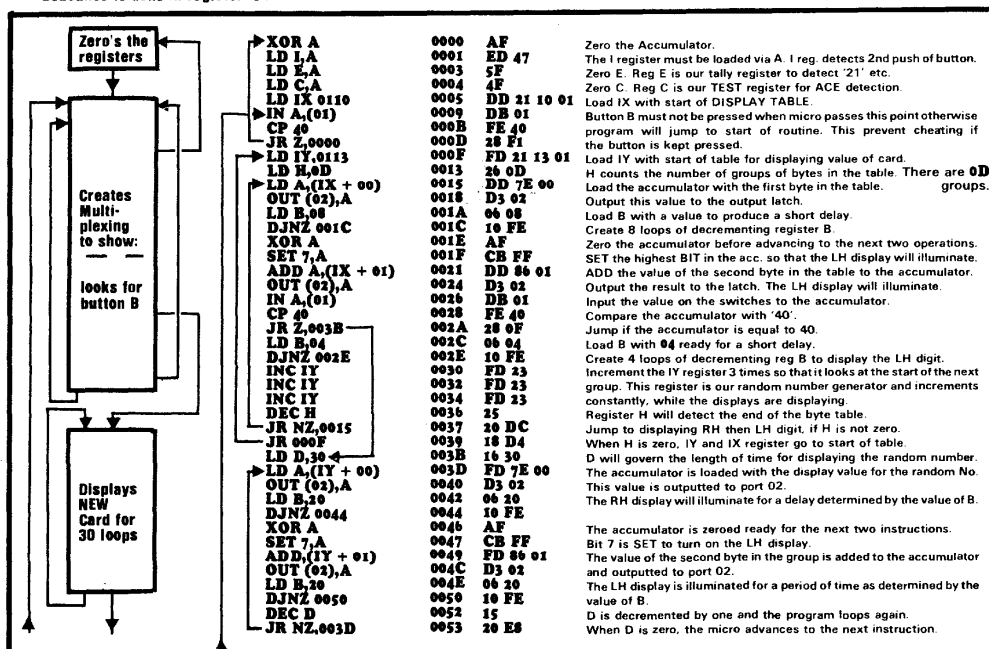 Zero's the
registers
Creates
Multi-
plexing
to show:
— —
looks for
button B
Displays
NEW
Card for
30 loops
XOR A 0000 AF Zero the Accumulator.
LD I,A 0001 ED 47 The I register must be loaded via A. I reg. detects 2nd push of button.
LD E,A 0003 5F Zero E. Reg E is our tally register to detect '21' etc.
LD C,A 0004 4F Zero C. Reg C is our TEST register for ACE detection.
LD IX 0110 0005 DD 21 10 01 Load IX with start of DISPLAY TABLE.
IN A,(01) 0009 DB 01 Button B must not be pressed when micro passes this point otherwise
CP 40 000B FE 40 program will jump to start of routine. This prevent cheating if
JR Z,0000 000D 28 F1 the button is kept pressed.
LD IY,0113 000F FD 21 13 01 Load IY with start of table for displaying value of card.
LD H,0D 0013 26 0D H counts the number of groups of bytes in the table. There are 0D
LD A,(IX + 00) 0015 DD 7E 00 Load the accumulator with the first byte in the table. groups.
OUT (02),A 0018 D3 02 Output this value to the output latch.
LD B,08 001A 06 08 Load B with a value to produce a short delay.
DJNZ 001C 001C 10 FE Create 8 loops of decrementing register B.
XOR A 001E AF Zero the accumulator before advancing to the next two operations.
SET 7,A 001F CB FF SET the highest BIT in the acc. so that the LH display will illuminate.
ADD A,(IX + 01) 0021 DD 86 01 ADD the value of the second byte in the table to the accumulator.
OUT (02),A 0024 D3 02 Output the result to the latch. The LH display will illuminate.
IN A,(01) 0026 DB 01 Input the value on the switches to the accumulator.
CP 40 0028 FE 40 Compare the accumulator with '40'.
JR Z,003B 002A 28 0F Jump if the accumulator is equal to 40.
LD B,04 002C 06 04 Load B with 04 ready for a short delay.
DJNZ 002E 002E 10 FE Create 4 loops of decrementing reg B to display the LH digit.
INC IY 0030 FD 23 Increment the IY register 3 times so that it looks at the start of the next
INC IY 0032 FD 23 group. This register is our random number generator and increments
INC IY 0034 FD 23 constantly, while the displays are displaying.
DEC H 0036 25 Register H will detect the end of the byte table.
JR NZ,0015 0037 20 DC Jump to displaying RH then LH digit, if H is not zero.
JR 000F 0039 18 D4 When H is zero, IY and IX register go to start of table.
LD D,30 003B 16 30 D will govern the length of time for displaying the random number.
LD A,(IY + 00) 003D FD 7E 00 The accumulator is loaded with the display value for the random No.
OUT (02),A 0040 D3 02 This value is outputted to port 02.
LD B,20 0042 06 20 The RH display will illuminate for a delay determined by the value of B.
DJNZ 0044 0044 10 FE
XOR A 0046 AF The accumulator is zeroed ready for the next two instructions.
SET 7,A 0047 CB FF Bit 7 is SET to turn on the LH display.
ADD,(IY + 01) 0049 FD 86 01 The value of the second byte in the group is added to the accumulator
OUT (02),A 004C D3 02 and outputted to port 02.
LD B,20 004E 06 20 The LH display is illuminated for a period of time as determined by the
DJNZ 0050 0050 10 FE value of B.
DEC D 0052 15 D is decremented by one and the program loops again.
JR NZ,003D 0053 20 E8 When D is zero, the micro advances to the next instruction.